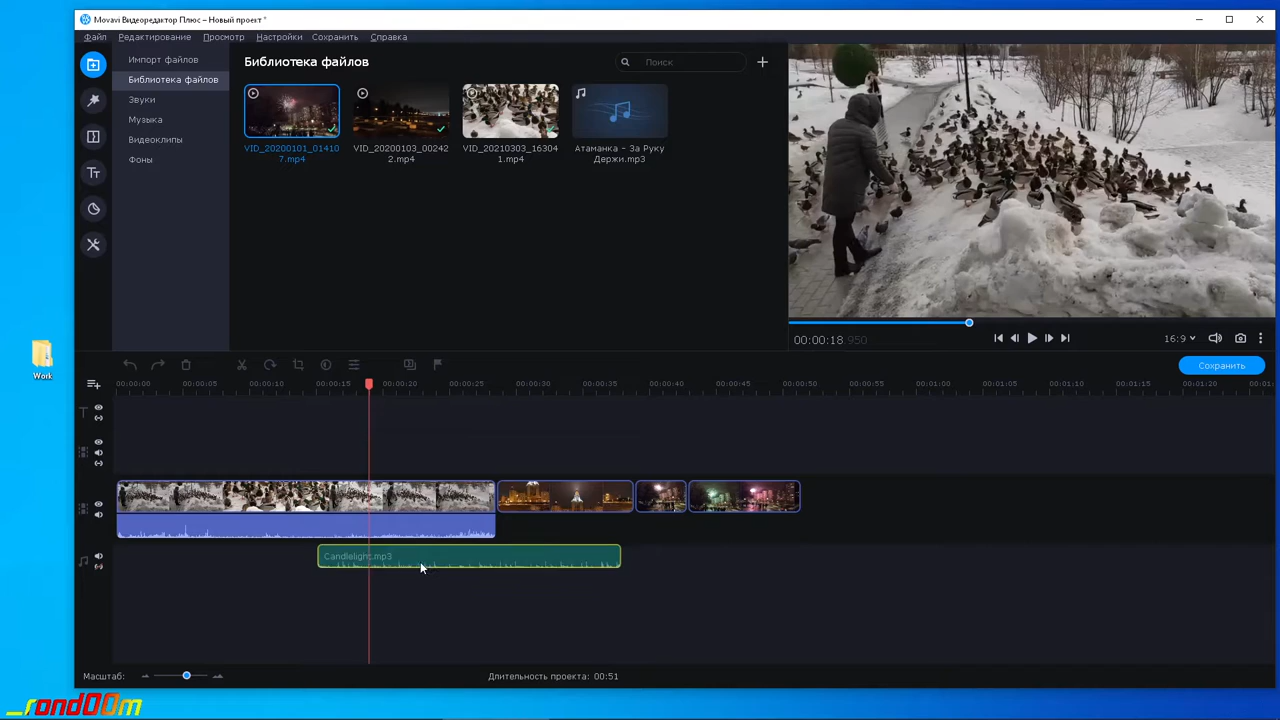 Movavi Видеоредактор Плюс – Новый проект *
Файл Редактирование Просмотр Настройки Сохранить Справка
Импорт файлов
Библиотека файлов
Звуки
Музыка
Видеоклипы
Фоны
Библиотека файлов
Поиск
VID_20200101_01410
7.mp4
VID_20200103_00242
2.mp4
VID_20210303_16304
1.mp4
Атаманка – За Руку
Держи.mp3
00:00:18 950
16:9
Сохранить
00:00:00 00:00:05 00:00:10 00:00:15 00:00:20 00:00:25 00:00:30 00:00:35 00:00:40 00:00:45 00:00:50 00:00:55 00:01:00 00:01:05 00:01:10 00:01:15 00:01:20 00:01:
Candlelight.mp3
Масштаб:
Длительность проекта: 00:51
Work
_rond00m